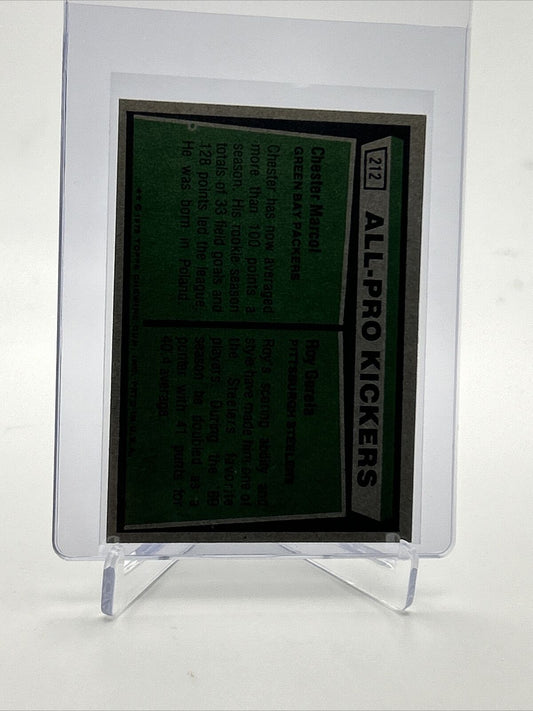 212
ALL-PRO KICKERS
Chester Marcol
GREEN BAY PACKERS
Chester has now averaged
more than 100 points a
season. His rookie season
totals of 33 field goals and
128 points led the league.
He was born in Poland.
Roy Gerela
PITTSBURGH STEELERS
Roy's scoring ability and
style have made him one of
the Steelers' favorite
players. During the '69
season he doubled as a
punter, with 41 punts for
40.4 average.